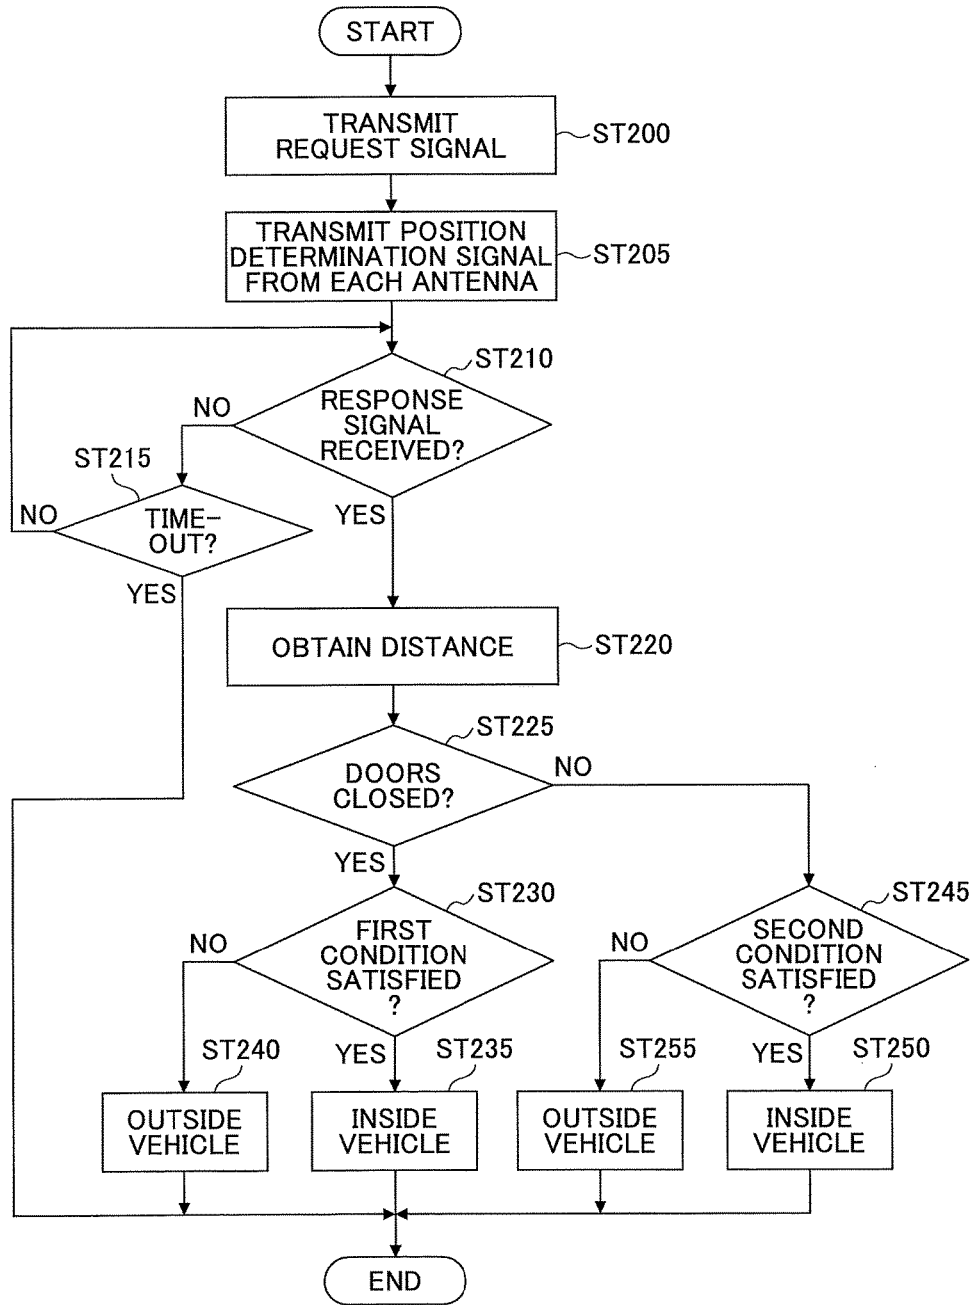 START
TRANSMIT
REQUEST SIGNAL
ST200
TRANSMIT POSITION
DETERMINATION SIGNAL
FROM EACH ANTENNA
ST205
ST210
RESPONSE
SIGNAL
RECEIVED?
NO
YES
ST215
TIME-
OUT?
NO
YES
OBTAIN DISTANCE
ST220
ST225
DOORS
CLOSED?
NO
YES
ST230
FIRST
CONDITION
SATISFIED
?
NO
YES
ST245
SECOND
CONDITION
SATISFIED
?
NO
YES
ST240
OUTSIDE
VEHICLE
ST235
INSIDE
VEHICLE
ST255
OUTSIDE
VEHICLE
ST250
INSIDE
VEHICLE
END